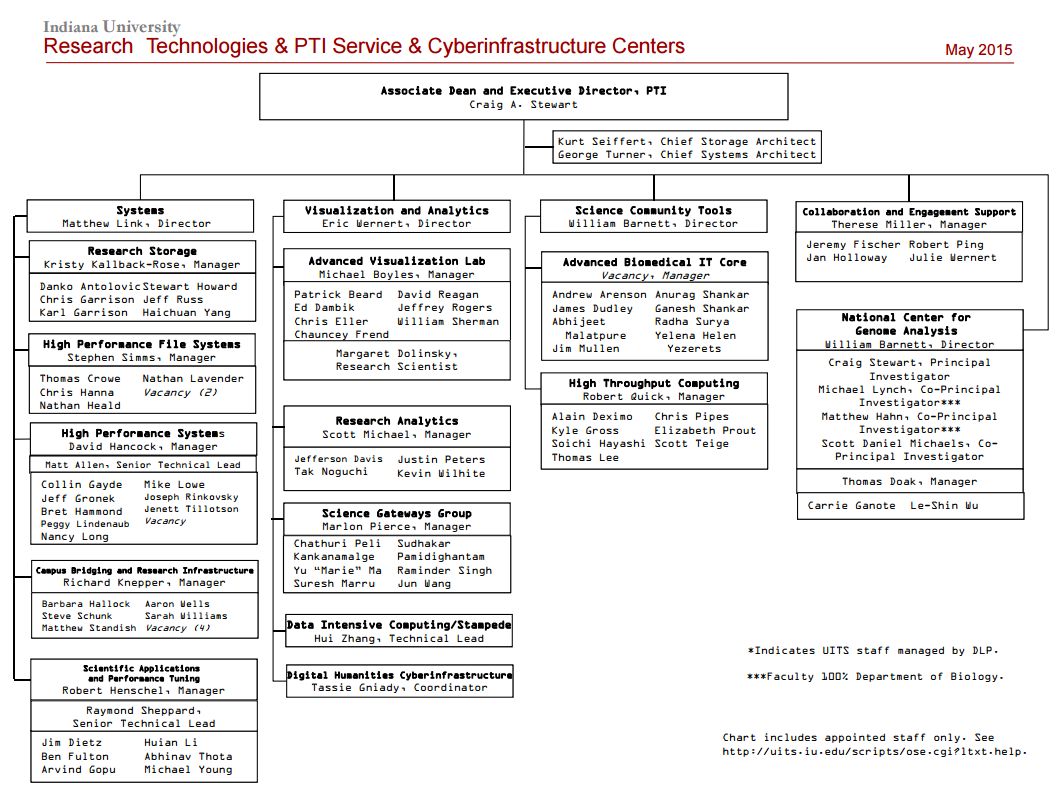 Indiana University
Research Technologies & PTI Service & Cyberinfrastructure Centers
May 2015
Associate Dean and Executive Director, PTI
Craig A. Stewart
Kurt Seiffert, Chief Storage Architect
George Turner, Chief Systems Architect
Systems
Matthew Link, Director
Research Storage
Kristy Kallback-Rose, Manager
Danko Antolovic Stewart Howard
Chris Garrison Jeff Russ
Karl Garrison Haichuan Yang
High Performance File Systems
Stephen Simms, Manager
Thomas Crowe Nathan Lavender
Chris Hanna Vacancy (2)
Nathan Heald
High Performance Systems
David Hancock, Manager
Matt Allen, Senior Technical Lead
Collin Gayde Mike Lowe
Jeff Gronek Joseph Rinkovsky
Bret Hammond Jenett Tillotson
Peggy Lindenaub Vacancy
Nancy Long
Campus Bridging and Research Infrastructure
Richard Knepper, Manager
Barbara Hallock Aaron Wells
Steve Schunk Sarah Williams
Matthew Standish Vacancy (4)
Scientific Applications
and Performance Tuning
Robert Henschel, Manager
Raymond Sheppard,
Senior Technical Lead
Jim Dietz Huian Li
Ben Fulton Abhinav Thota
Arvind Gopu Michael Young
Visualization and Analytics
Eric Wernert, Director
Advanced Visualization Lab
Michael Boyles, Manager
Patrick Beard David Reagan
Ed Dambik Jeffrey Rogers
Chris Eller William Sherman
Chauncey Frend
Margaret Dolinsky,
Research Scientist
Research Analytics
Scott Michael, Manager
Jefferson Davis Justin Peters
Tak Noguchi Kevin Wilhite
Science Gateways Group
Marlon Pierce, Manager
Chathuri Peli Sudhakar
Kankanamalge Pamidighantam
Yu “Marie” Ma Raminder Singh
Suresh Marru Jun Wang
Data Intensive Computing/Stampede
Hui Zhang, Technical Lead
Digital Humanities Cyberinfrastructure
Tassie Gniady, Coordinator
Science Community Tools
William Barnett, Director
Advanced Biomedical IT Core
Vacancy, Manager
Andrew Arenson Anurag Shankar
James Dudley Ganesh Shankar
Abhijeet Radha Surya
Malatpure Yelena Helen
Jim Mullen Yezerets
High Throughput Computing
Robert Quick, Manager
Alain Deximo Chris Pipes
Kyle Gross Elizabeth Prout
Soichi Hayashi Scott Teige
Thomas Lee
Collaboration and Engagement Support
Therese Miller, Manager
Jeremy Fischer Robert Ping
Jan Holloway Julie Wernert
National Center for
Genome Analysis
William Barnett, Director
Craig Stewart, Principal
Investigator
Michael Lynch, Co-Principal
Investigator***
Matthew Hahn, Co-Principal
Investigator***
Scott Daniel Michaels, Co-
Principal Investigator
Thomas Doak, Manager
Carrie Ganote Le-Shin Wu
*Indicates UITS staff managed by DLP.
***Faculty 100% Department of Biology.
Chart includes appointed staff only. See
http://uits.iu.edu/scripts/ose.cgi?ltxt.help.